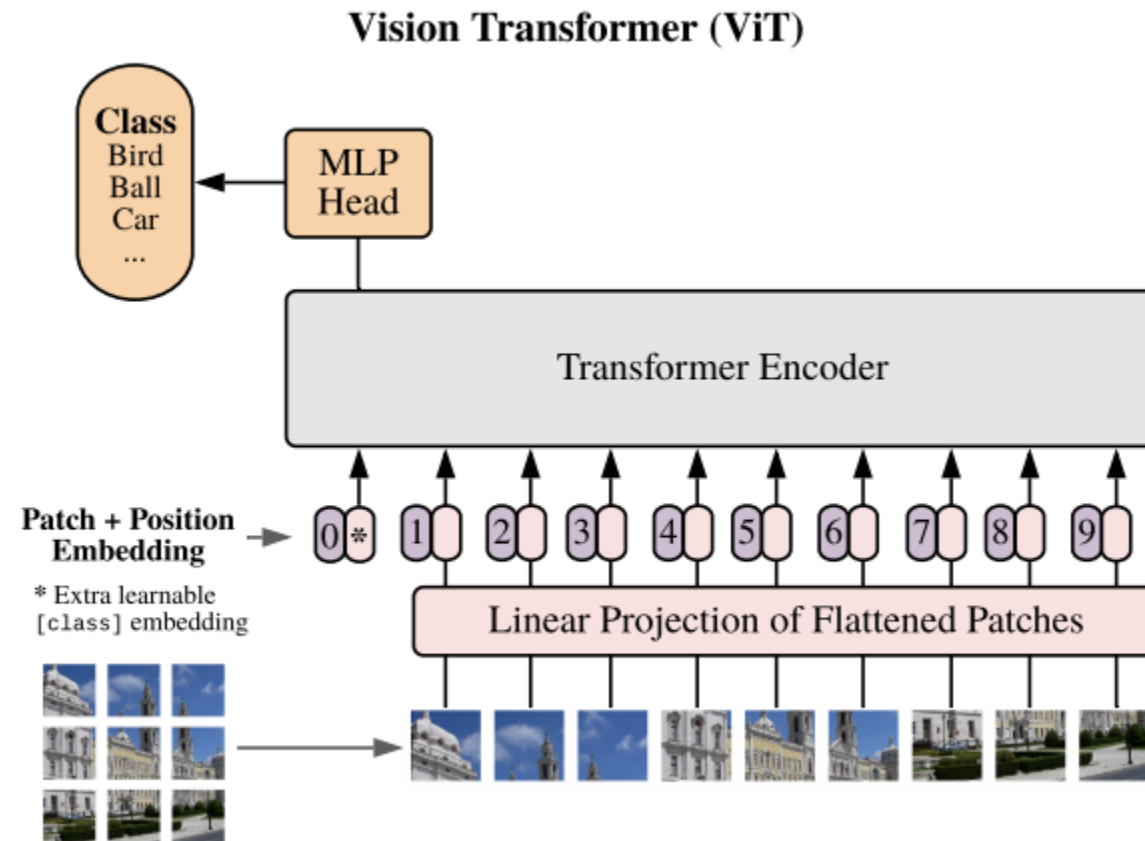 Vision Transformer (ViT)
Class
Bird
Ball
Car
...
MLP
Head
Transformer Encoder
Patch + Position
Embedding
0 * 1 2 3 4 5 6 7 8 9
* Extra learnable
[class] embedding
Linear Projection of Flattened Patches